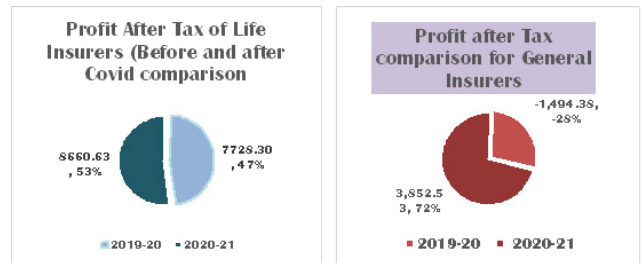 Profit After Tax of Life
Insurers (Before and after
Covid comparison
8660.63
, 53%
7728.30
, 47%
2019-20 2020-21
Profit after Tax
comparison for General
Insurers
-1,494.38,
-28%
3,852.5
3, 72%
2019-20 2020-21